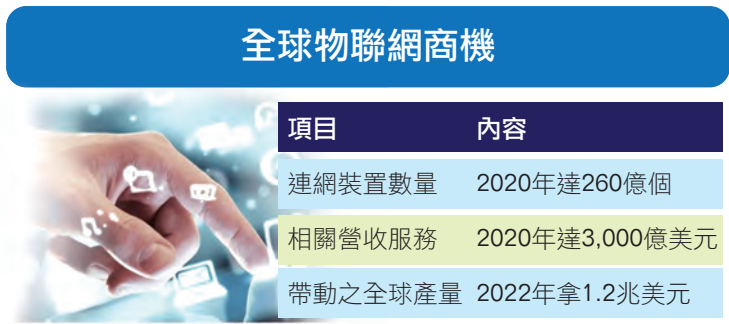 全球物聯網商機
項目 內容
連網裝置數量 2020年達260億個
相關營收服務 2020年達3,000億美元
帶動之全球產量 2022年拿1.2兆美元